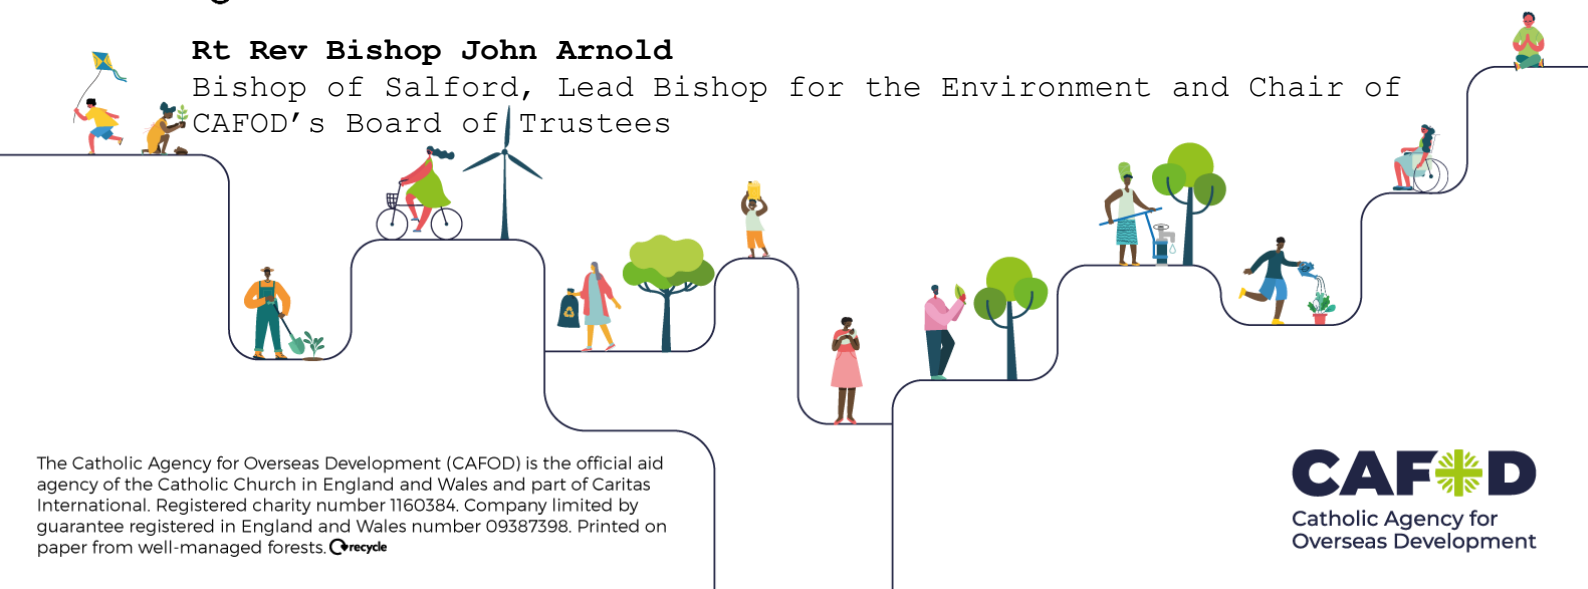 Rt Rev Bishop John Arnold
Bishop of Salford, Lead Bishop for the Environment and Chair of
CAFOD’s Board of Trustees
The Catholic Agency for Overseas Development (CAFOD) is the official aid
agency of the Catholic Church in England and Wales and part of Caritas
International. Registered charity number 1160384. Company limited by
guarantee registered in England and Wales number 09387398. Printed on
paper from well-managed forests. recycle
CAFOD
Catholic Agency for
Overseas Development